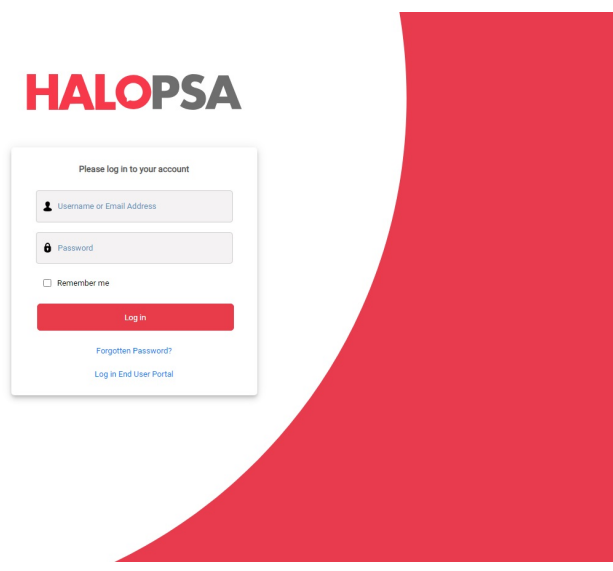 HALOPSA
Please log in to your account
Username or Email Address
Password
Remember me
Log in
Forgotten Password?
Log in End User Portal